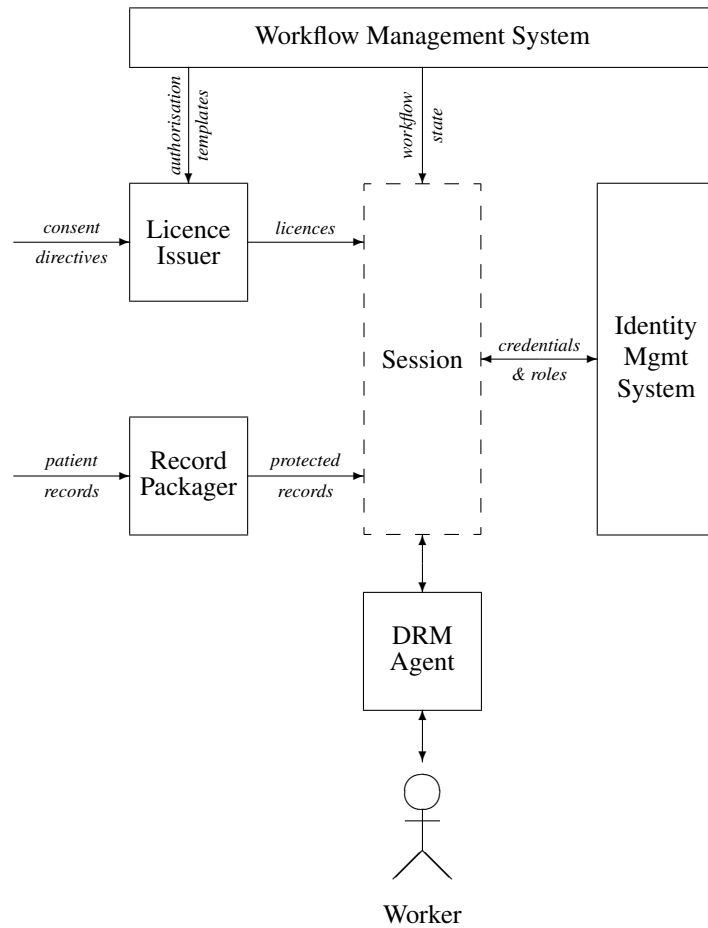 Workflow Management System
authorisation
templates
workflow
state
consent
directives
Licence
Issuer
licences
Session
credentials
& roles
Identity
Mgmt
System
patient
records
Record
Packager
protected
records
DRM
Agent
Worker